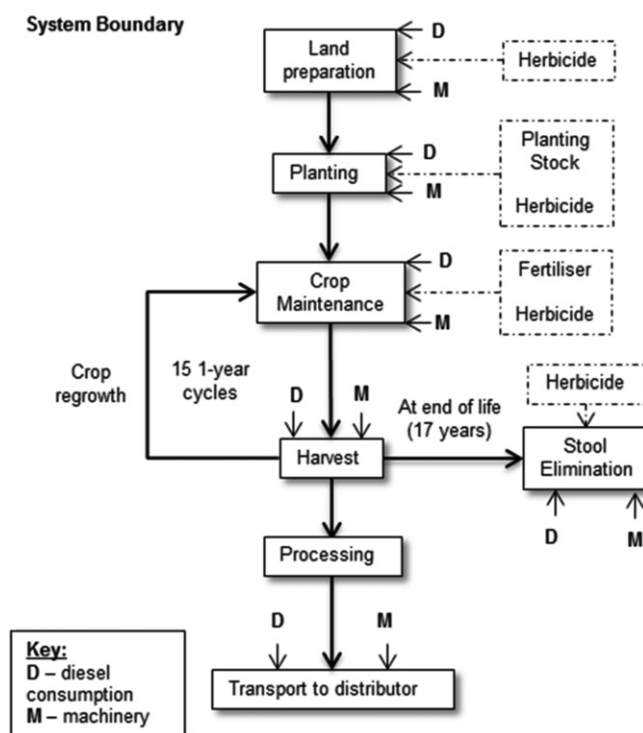 System Boundary
D
Land
preparation
Herbicide
M
D
Planting
Planting
Stock
Herbicide
M
D
Crop
Maintenance
Fertiliser
Herbicide
M
Crop
regrowth
15 1-year
cycles
D
M
At end of life
(17 years)
Herbicide
Harvest
Stool
Elimination
D
M
Processing
D
M
Transport to distributor
Key:
D – diesel
consumption
M – machinery